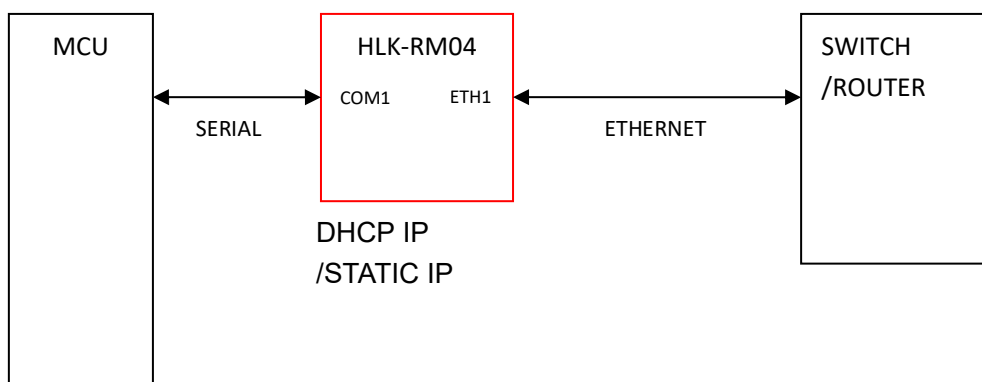 MCU
HLK-RM04
SWITCH
/ROUTER
COM1
ETH1
SERIAL
ETHERNET
DHCP IP
/STATIC IP